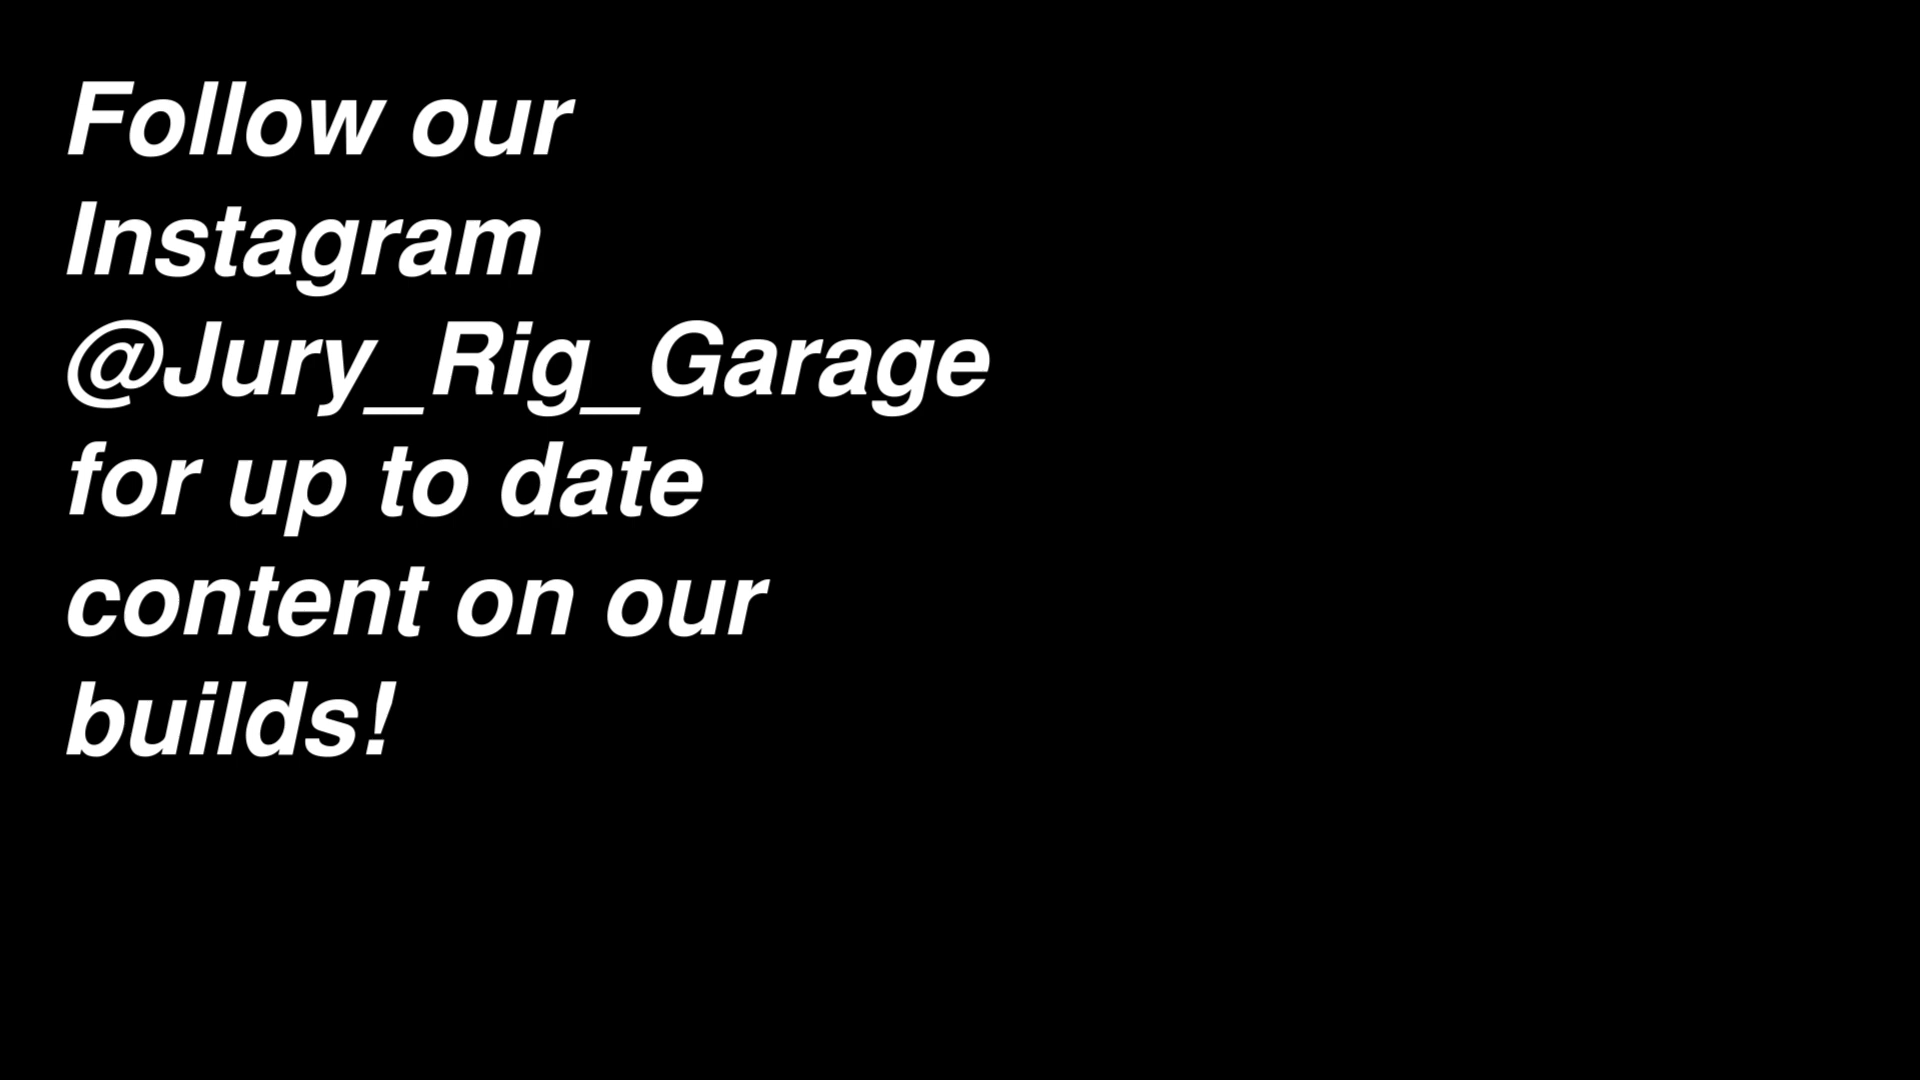 Follow our
Instagram
@Jury_Rig_Garage
for up to date
content on our
builds!